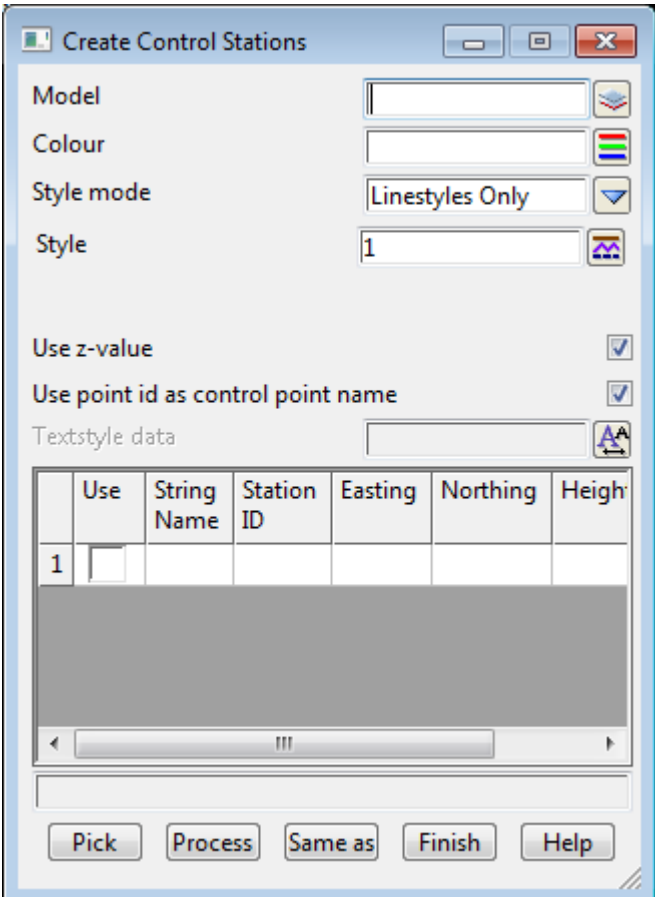 Create Control Stations
Model
Colour
Style mode Linestyles Only
Style 1
Use z-value
Use point id as control point name
Textstyle data
Use String Name Station ID Easting Northing Heigh
1
Pick Process Same as Finish Help